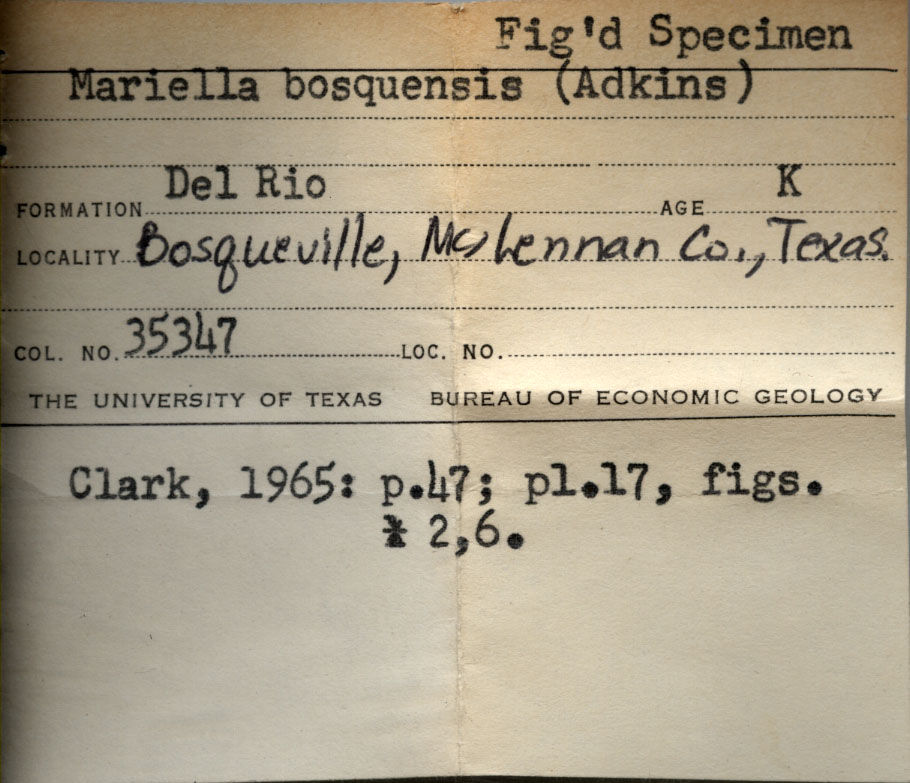 Fig'd Specimen
Mariella bosquensis (Adkins)
FORMATION Del Rio AGE K
LOCALITY Bosqueville, McLennan Co., Texas.
COL. NO. 35347 LOC. NO.
THE UNIVERSITY OF TEXAS BUREAU OF ECONOMIC GEOLOGY
Clark, 1965: p.47; pl.17, figs.
2,6.